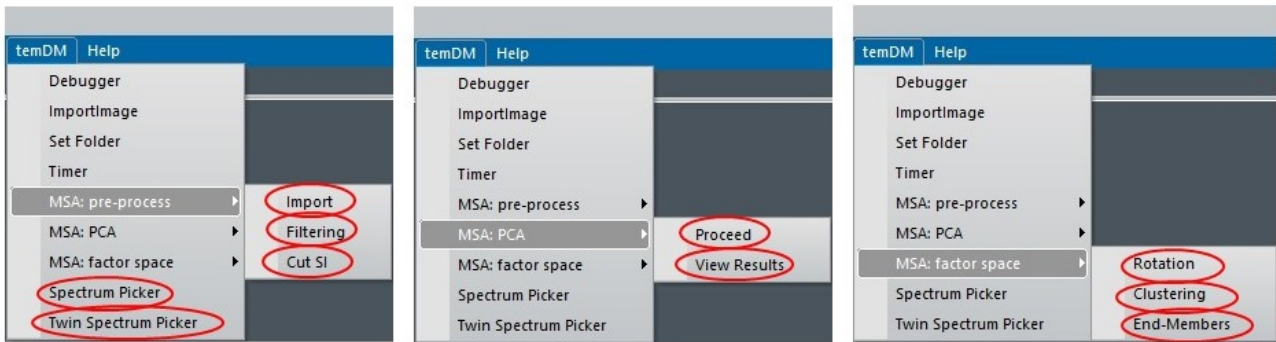 temDM Help
Debugger
ImportImage
Set Folder
Timer
MSA: pre-process
Import
MSA: PCA
Filtering
MSA: factor space
Cut SI
Spectrum Picker
Twin Spectrum Picker
temDM Help
Debugger
ImportImage
Set Folder
Timer
MSA: pre-process
MSA: PCA
Proceed
MSA: factor space
View Results
Spectrum Picker
Twin Spectrum Picker
temDM Help
Debugger
ImportImage
Set Folder
Timer
MSA: pre-process
MSA: PCA
MSA: factor space
Rotation
Spectrum Picker
Clustering
Twin Spectrum Picker
End-Members